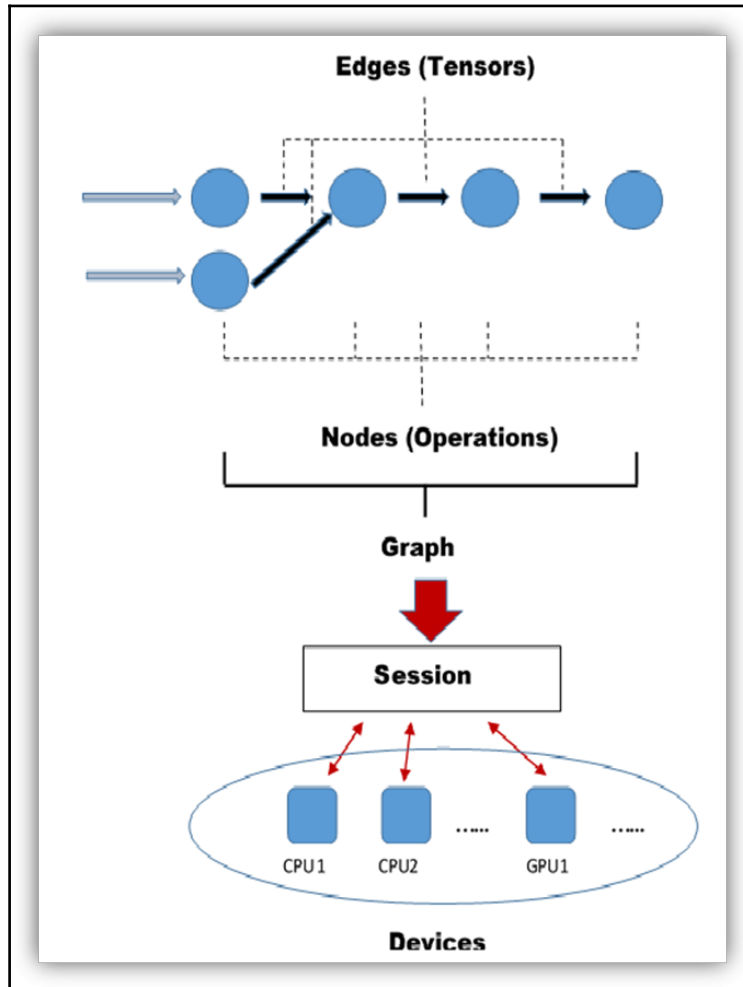 Edges (Tensors)
Nodes (Operations)
Graph
Session
CPU1 CPU2 ...... GPU1 ......
Devices